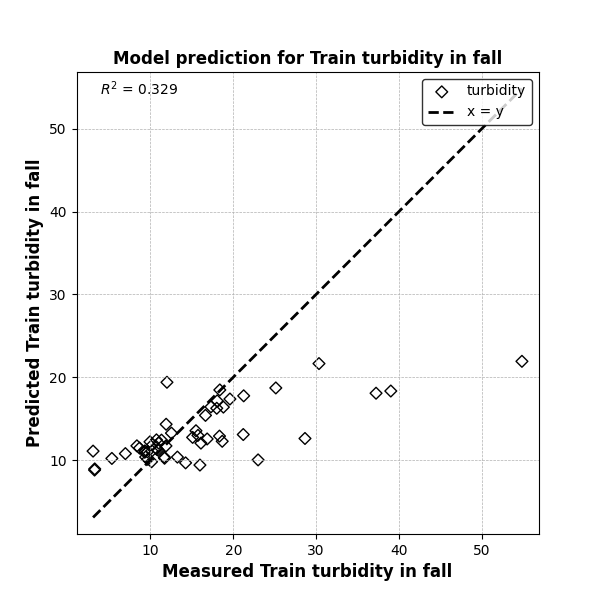 Model prediction for Train turbidity in fall
R² = 0.329
turbidity
x = y
50
40
30
20
10
10 20 30 40 50
Predicted Train turbidity in fall
Measured Train turbidity in fall